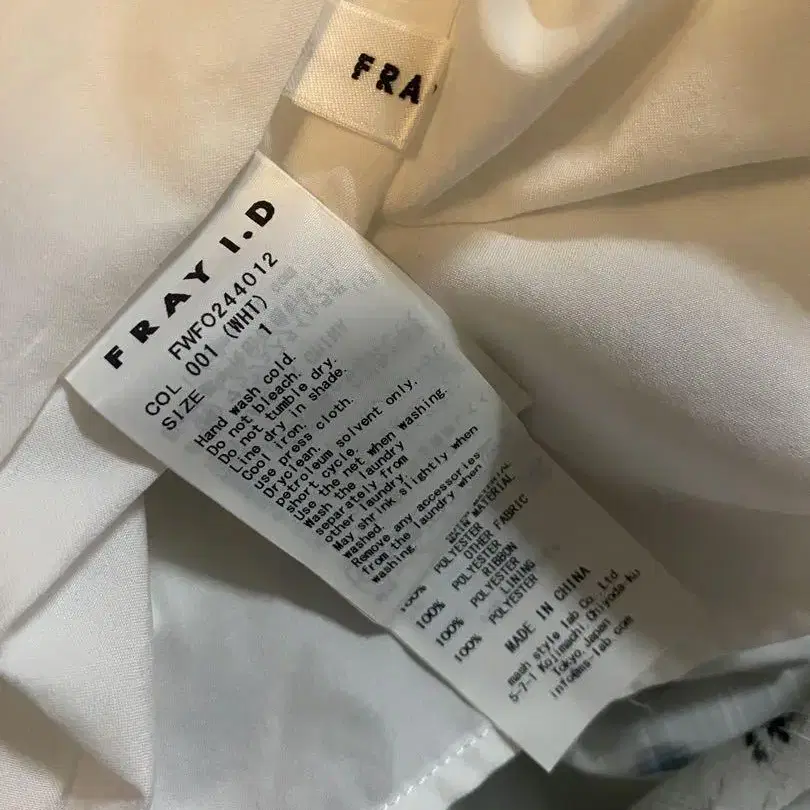 FRA
FRAY I.D
FWFO244012
COL 001 (WHT)
SIZE 1
Hand wash cold.
Do not bleach.
Do not tumble dry.
Line dry in shade.
Cool iron.
use press cloth.
Dryclean.
petroleum solvent only,
short cycle.
Use the net when washing.
Wash the laundry
separately from
other laundry.
May shrink slightly when
washed.
Remove any accessories
from the laundry when
washing.
MAIN MATERIAL
100% POLYESTER
OTHER FABRIC
100% POLYESTER
RIBBON
100% POLYESTER
LINING
100% POLYESTER
MADE IN CHINA
mash style lab Co., Ltd
5-7-1 Kojimachi, Chiyoda-ku
Tokyo, Japan
info@ms-lab.com